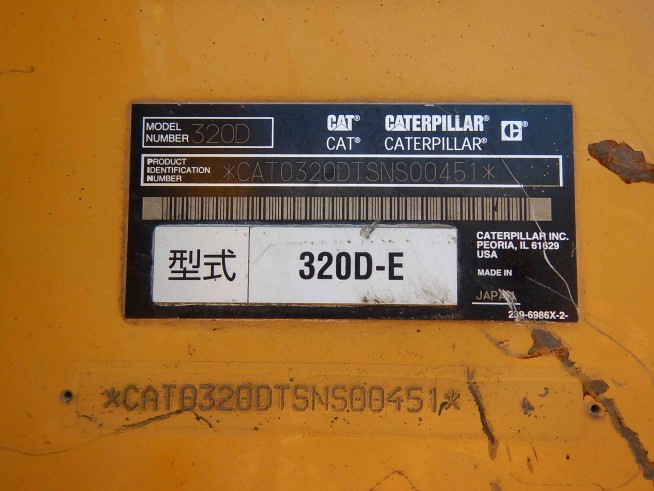 MODEL NUMBER 320D
CAT® CATERPILLAR® C®
CAT® CATERPILLAR®
PRODUCT IDENTIFICATION NUMBER *CAT0320DTSNS00451*
型式 320D-E
CATERPILLAR INC.
PEORIA, IL 61629
USA
MADE IN
JAPAN
239-6986X-2-
*CAT0320DTSNS00451*